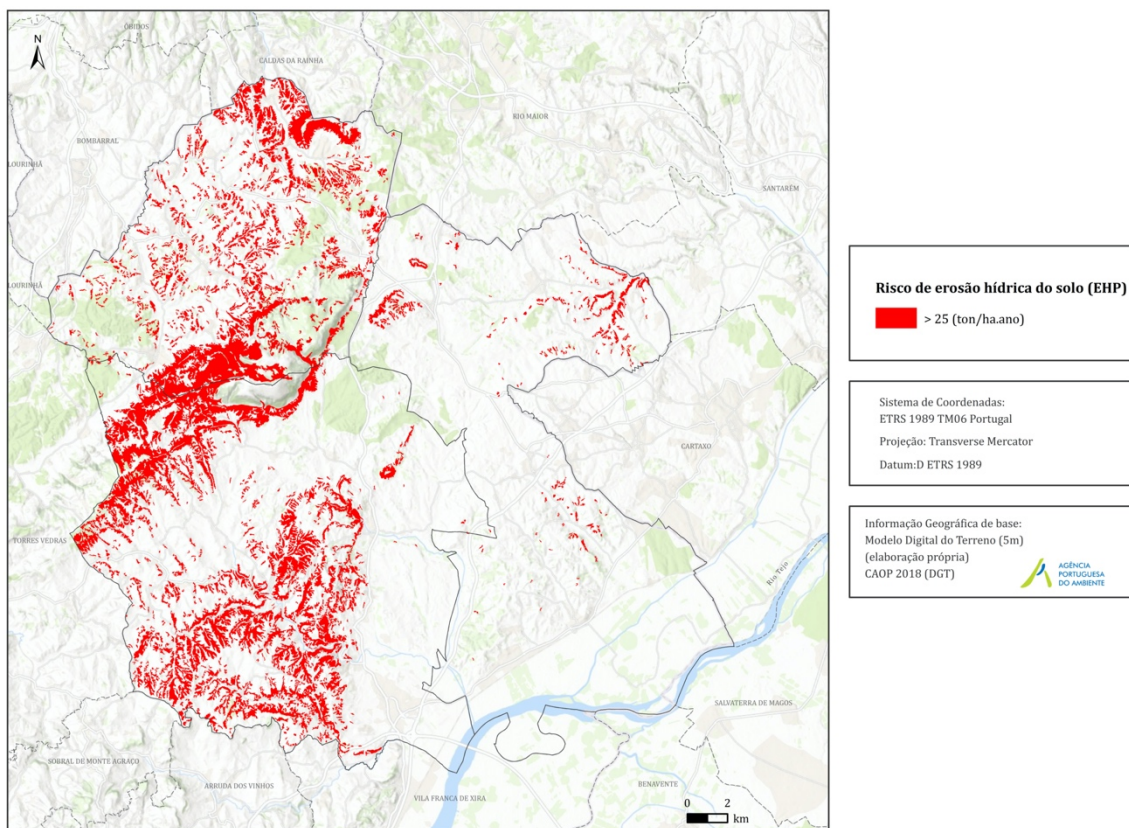 N
ÓBIDOS
CALDAS DA RAINHA
RIO MAIOR
BOMBARRAL
LOURINHÃ
SANTARÉM
LOURINHÃ
CARTAXO
TORRES VEDRAS
Rio Tejo
SALVATERRA DE MAGOS
SOBRAL DE MONTE AGRAÇO
ARRUDA DOS VINHOS
BENAVENTE
VILA FRANCA DE XIRA
0 2
km
Risco de erosão hídrica do solo (EHP)
> 25 (ton/ha.ano)
Sistema de Coordenadas:
ETRS 1989 TM06 Portugal
Projeção: Transverse Mercator
Datum:D ETRS 1989
Informação Geográfica de base:
Modelo Digital do Terreno (5m)
(elaboração própria)
CAOP 2018 (DGT)
AGÊNCIA
PORTUGUESA
DO AMBIENTE